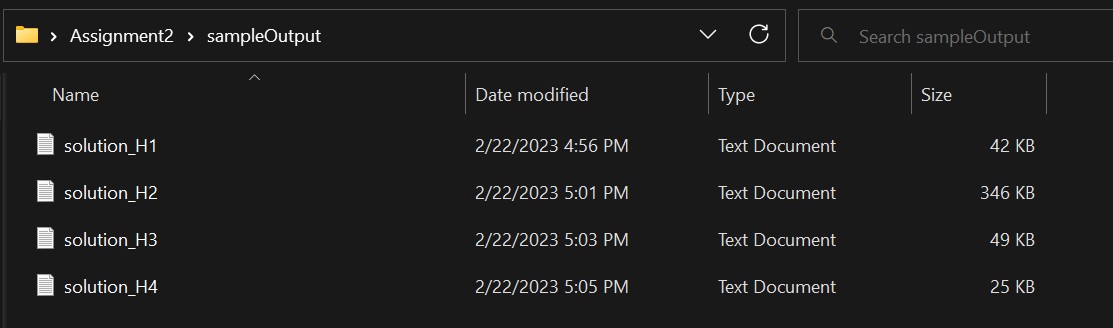 Assignment2 sampleOutput Search sampleOutput
Name Date modified Type Size
solution_H1 2/22/2023 4:56 PM Text Document 42 KB
solution_H2 2/22/2023 5:01 PM Text Document 346 KB
solution_H3 2/22/2023 5:03 PM Text Document 49 KB
solution_H4 2/22/2023 5:05 PM Text Document 25 KB